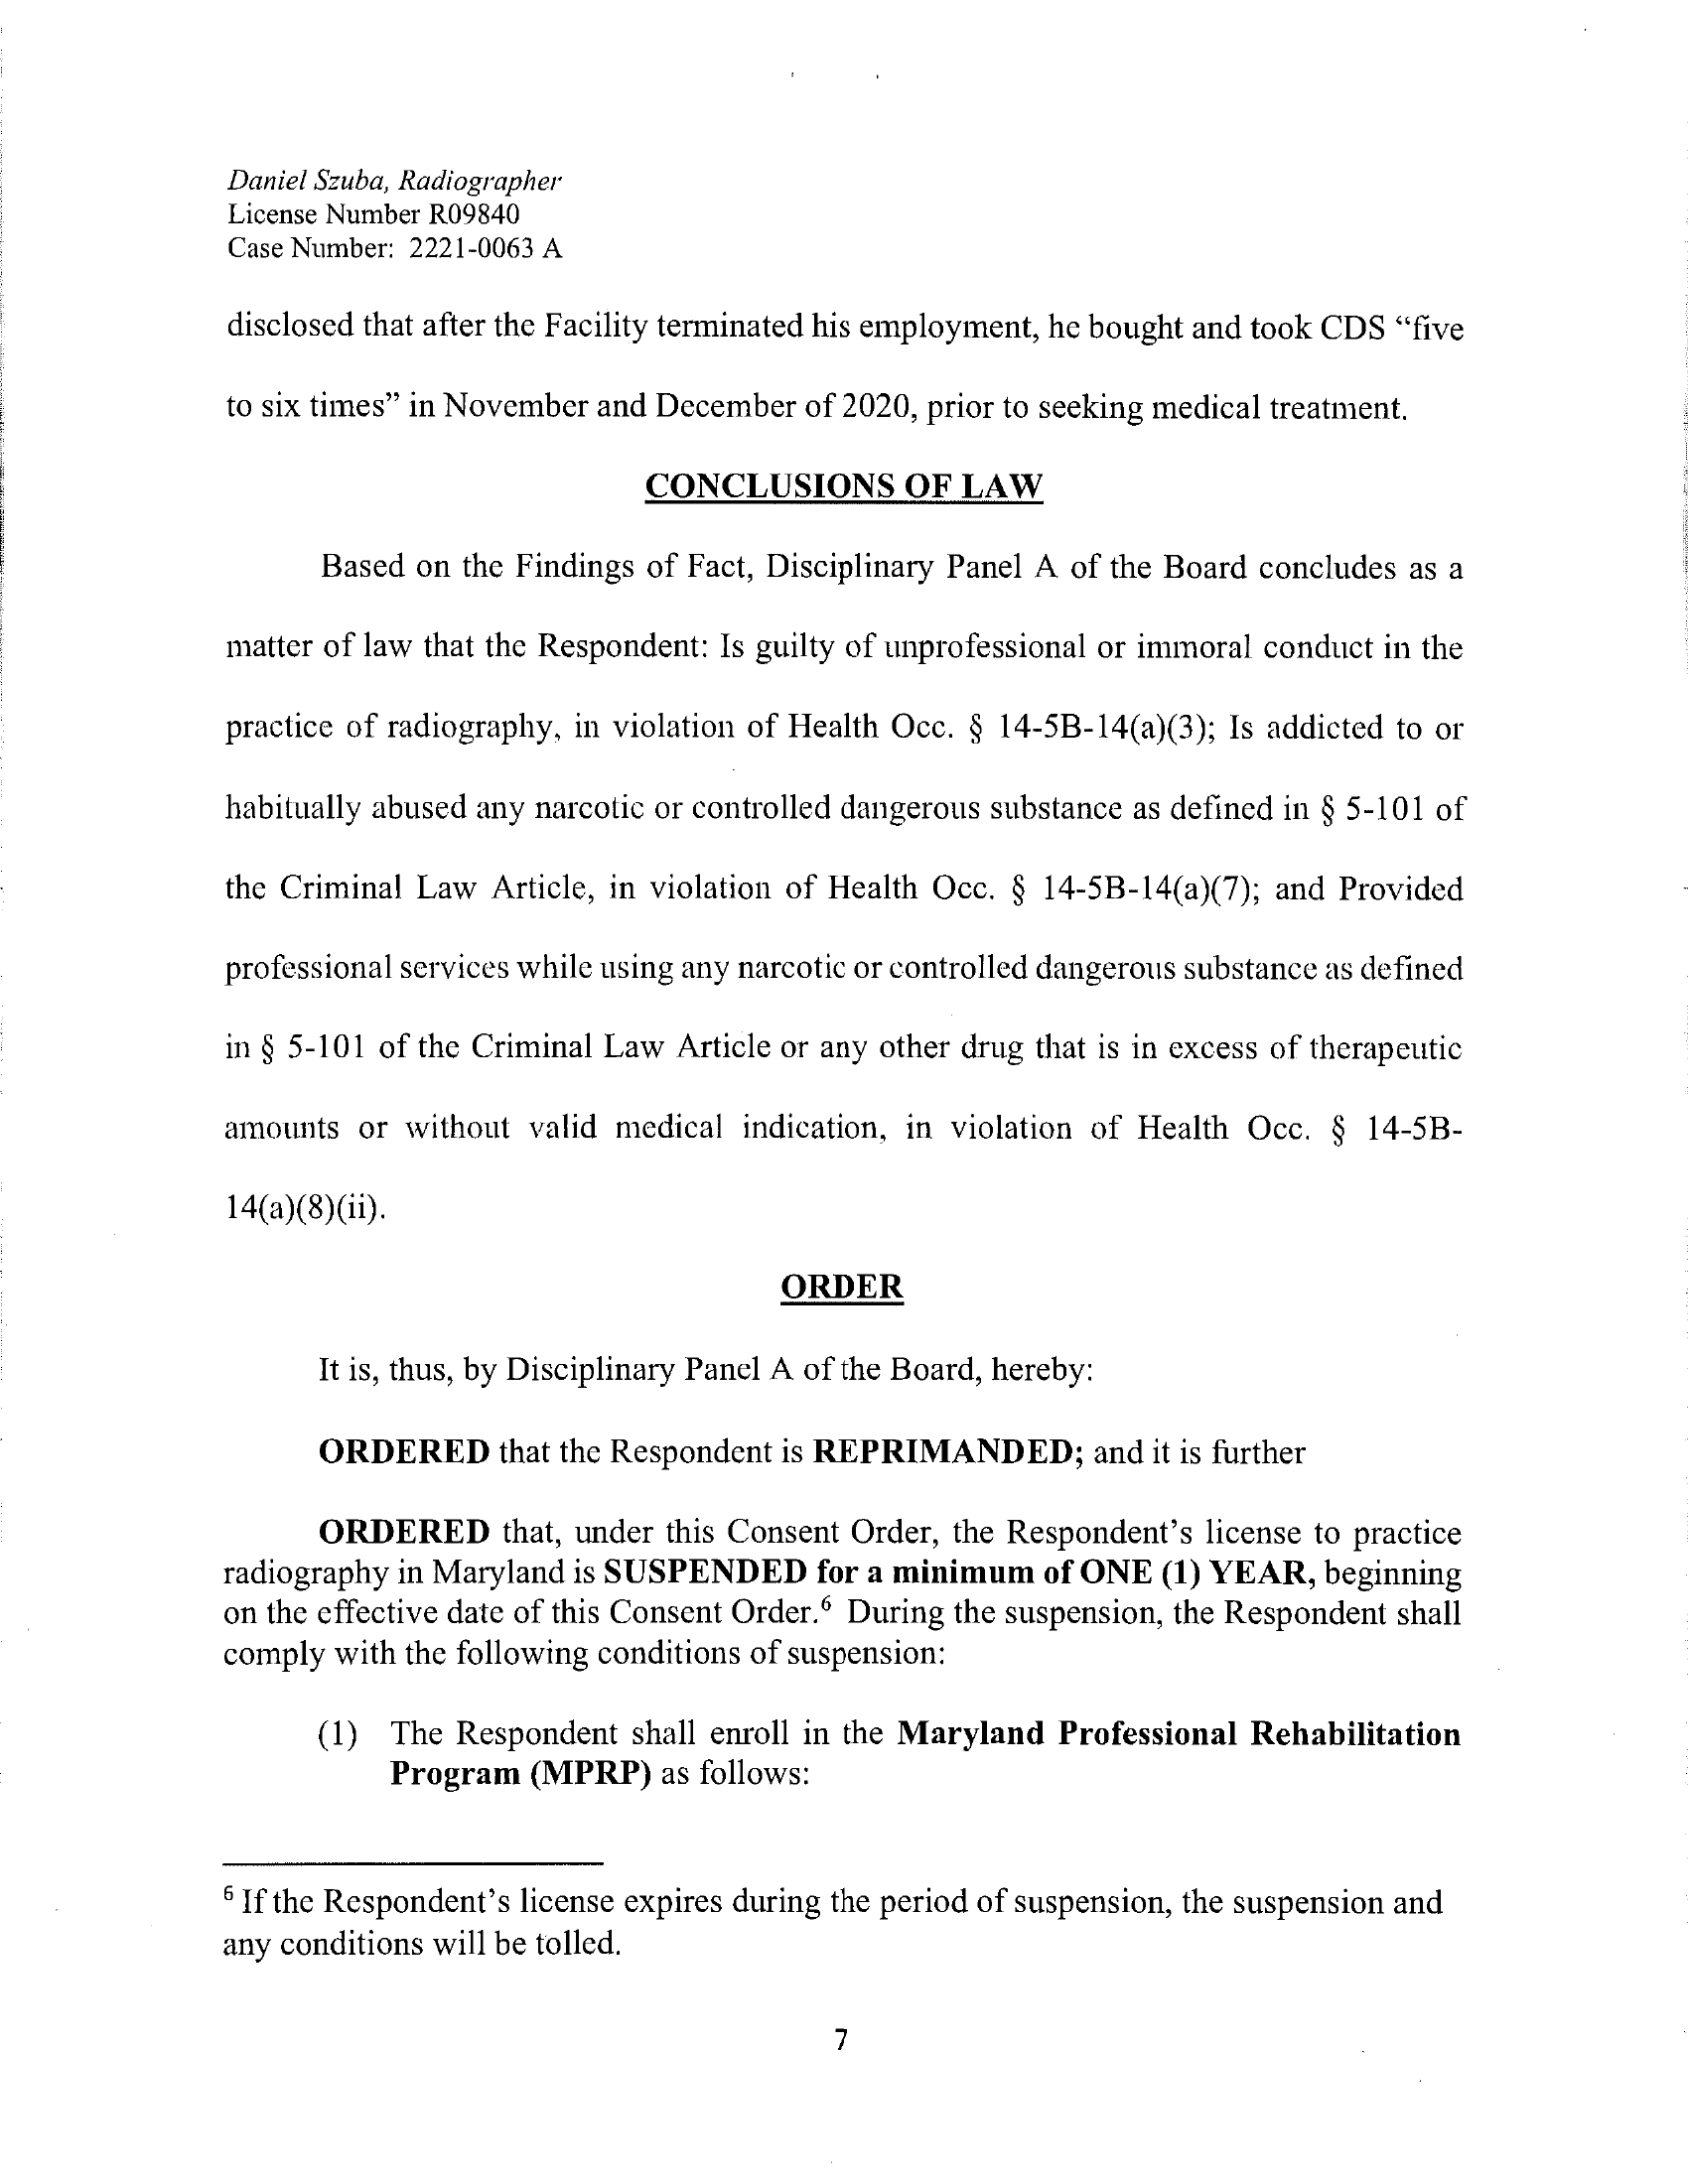 Daniel Szuba, Radiographer
License Number R09840
Case Number: 2221-0063 A
disclosed that after the Facility terminated his employment, he bought and took CDS “five
to six times” in November and December of 2020, prior to seeking medical treatment.
CONCLUSIONS OF LAW
Based on the Findings of Fact, Disciplinary Panel A of the Board concludes as a
matter of law that the Respondent: Is guilty of unprofessional or immoral conduct in the
practice of radiography, in violation of Health Occ. § 14-5B-14(a)(3); Is addicted to or
habitually abused any narcotic or controlled dangerous substance as defined in § 5-101 of
the Criminal Law Article, in violation of Health Occ. § 14-5B-14(a)(7); and Provided
professional services while using any narcotic or controlled dangerous substance as defined
in § 5-101 of the Criminal Law Article or any other drug that is in excess of therapeutic
amounts or without valid medical indication, in violation of Health Occ. § 14-5B-
14(a)(8)(ii).
ORDER
It is, thus, by Disciplinary Panel A of the Board, hereby:
ORDERED that the Respondent is REPRIMANDED; and it is further
ORDERED that, under this Consent Order, the Respondent’s license to practice
radiography in Maryland is SUSPENDED for a minimum of ONE (1) YEAR, beginning
on the effective date of this Consent Order.⁶ During the suspension, the Respondent shall
comply with the following conditions of suspension:
(1) The Respondent shall enroll in the Maryland Professional Rehabilitation
Program (MPRP) as follows:
⁶ If the Respondent’s license expires during the period of suspension, the suspension and
any conditions will be tolled.
7